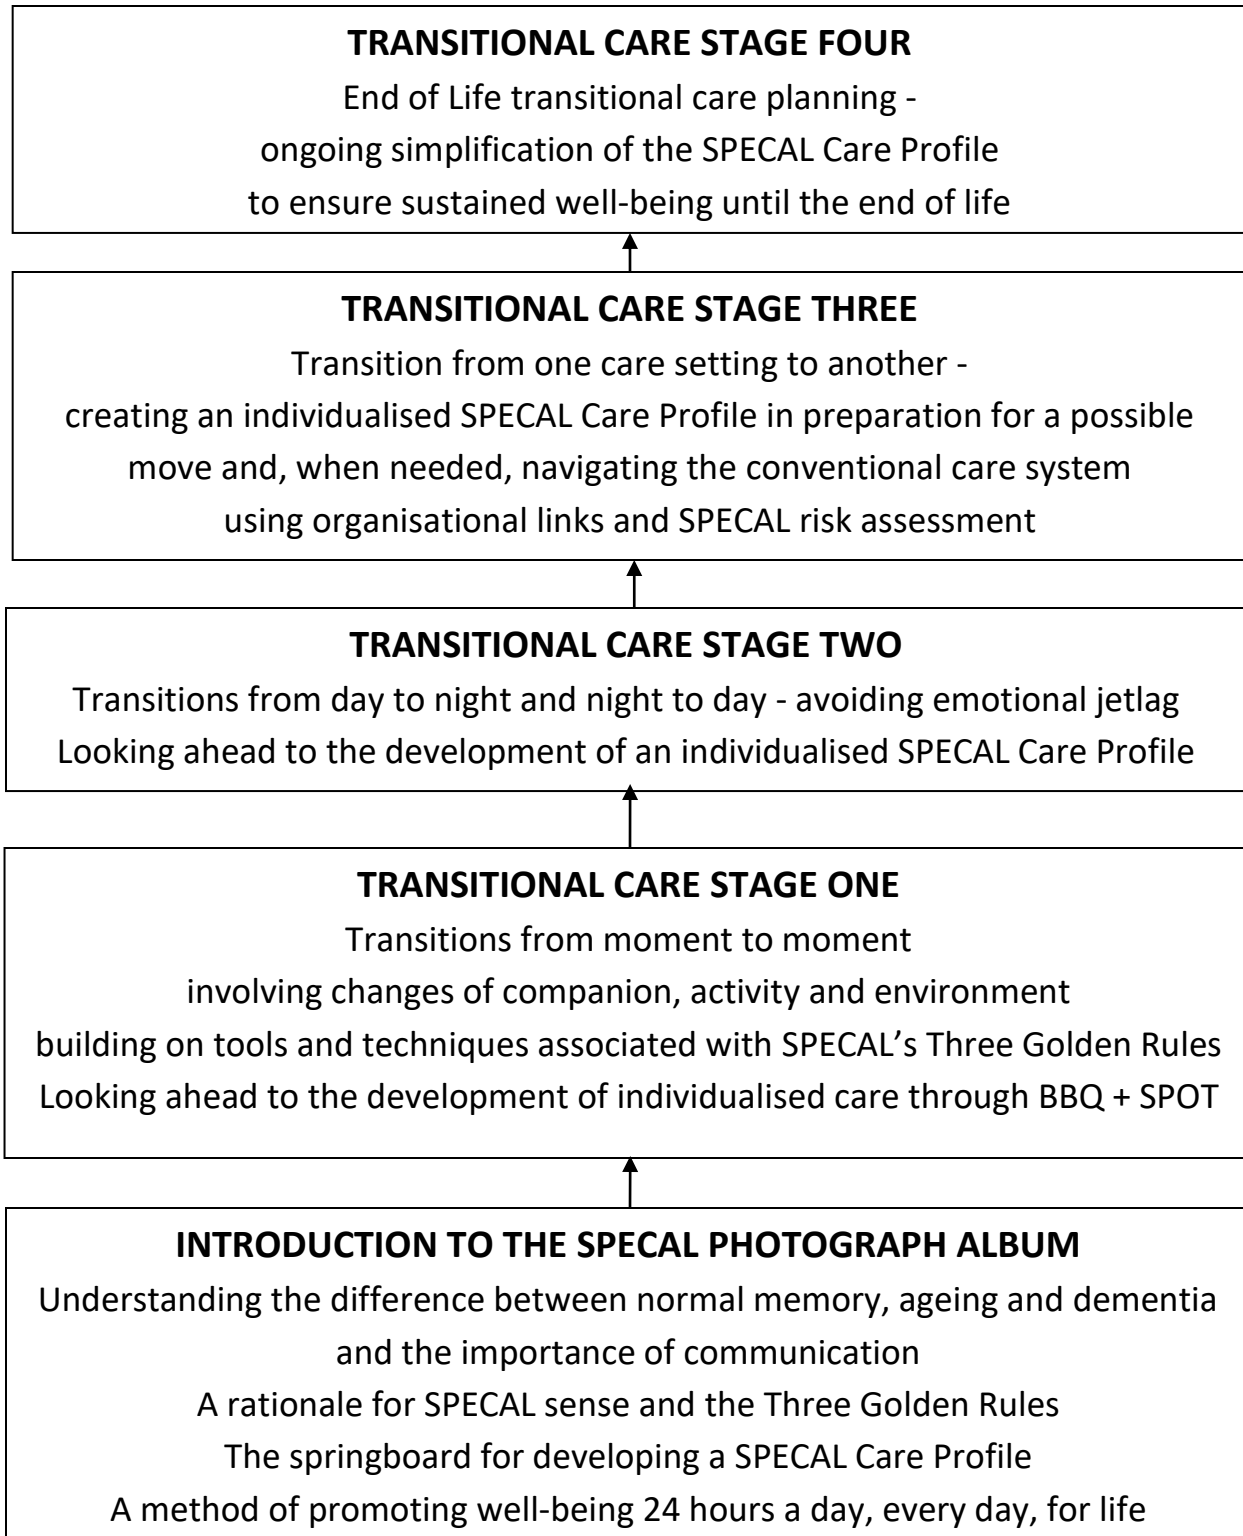 TRANSITIONAL CARE STAGE FOUR
End of Life transitional care planning -
ongoing simplification of the SPECAL Care Profile
to ensure sustained well-being until the end of life
TRANSITIONAL CARE STAGE THREE
Transition from one care setting to another -
creating an individualised SPECAL Care Profile in preparation for a possible
move and, when needed, navigating the conventional care system
using organisational links and SPECAL risk assessment
TRANSITIONAL CARE STAGE TWO
Transitions from day to night and night to day - avoiding emotional jetlag
Looking ahead to the development of an individualised SPECAL Care Profile
TRANSITIONAL CARE STAGE ONE
Transitions from moment to moment
involving changes of companion, activity and environment
building on tools and techniques associated with SPECAL’s Three Golden Rules
Looking ahead to the development of individualised care through BBQ + SPOT
INTRODUCTION TO THE SPECAL PHOTOGRAPH ALBUM
Understanding the difference between normal memory, ageing and dementia
and the importance of communication
A rationale for SPECAL sense and the Three Golden Rules
The springboard for developing a SPECAL Care Profile
A method of promoting well-being 24 hours a day, every day, for life